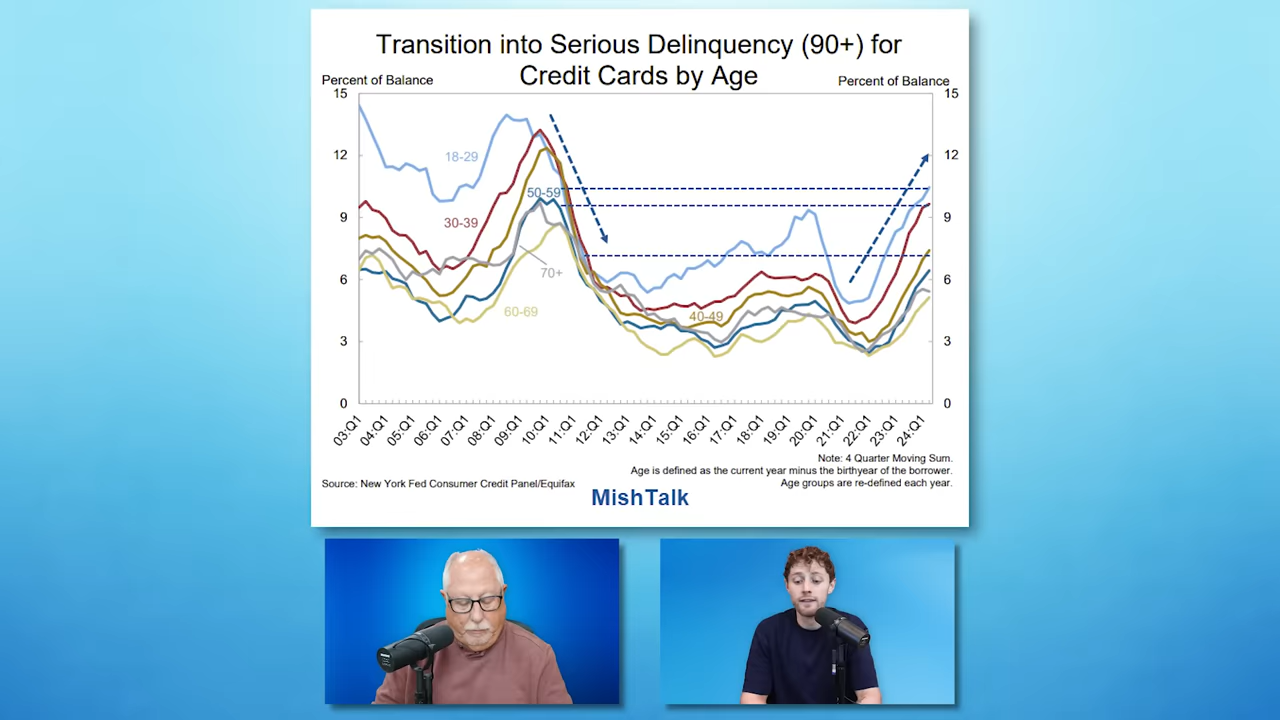 Transition into Serious Delinquency (90+) for
Credit Cards by Age
Percent of Balance
Percent of Balance
15
15
12
12
9
9
6
6
3
3
0
0
18-29
30-39
50-59
70+
60-69
40-49
03:Q1
04:Q1
05:Q1
06:Q1
07:Q1
08:Q1
09:Q1
10:Q1
11:Q1
12:Q1
13:Q1
14:Q1
15:Q1
16:Q1
17:Q1
18:Q1
19:Q1
20:Q1
21:Q1
22:Q1
23:Q1
24:Q1
Note: 4 Quarter Moving Sum.
Age is defined as the current year minus the birthyear of the borrower.
Source: New York Fed Consumer Credit Panel/Equifax
Age groups are re-defined each year.
MishTalk